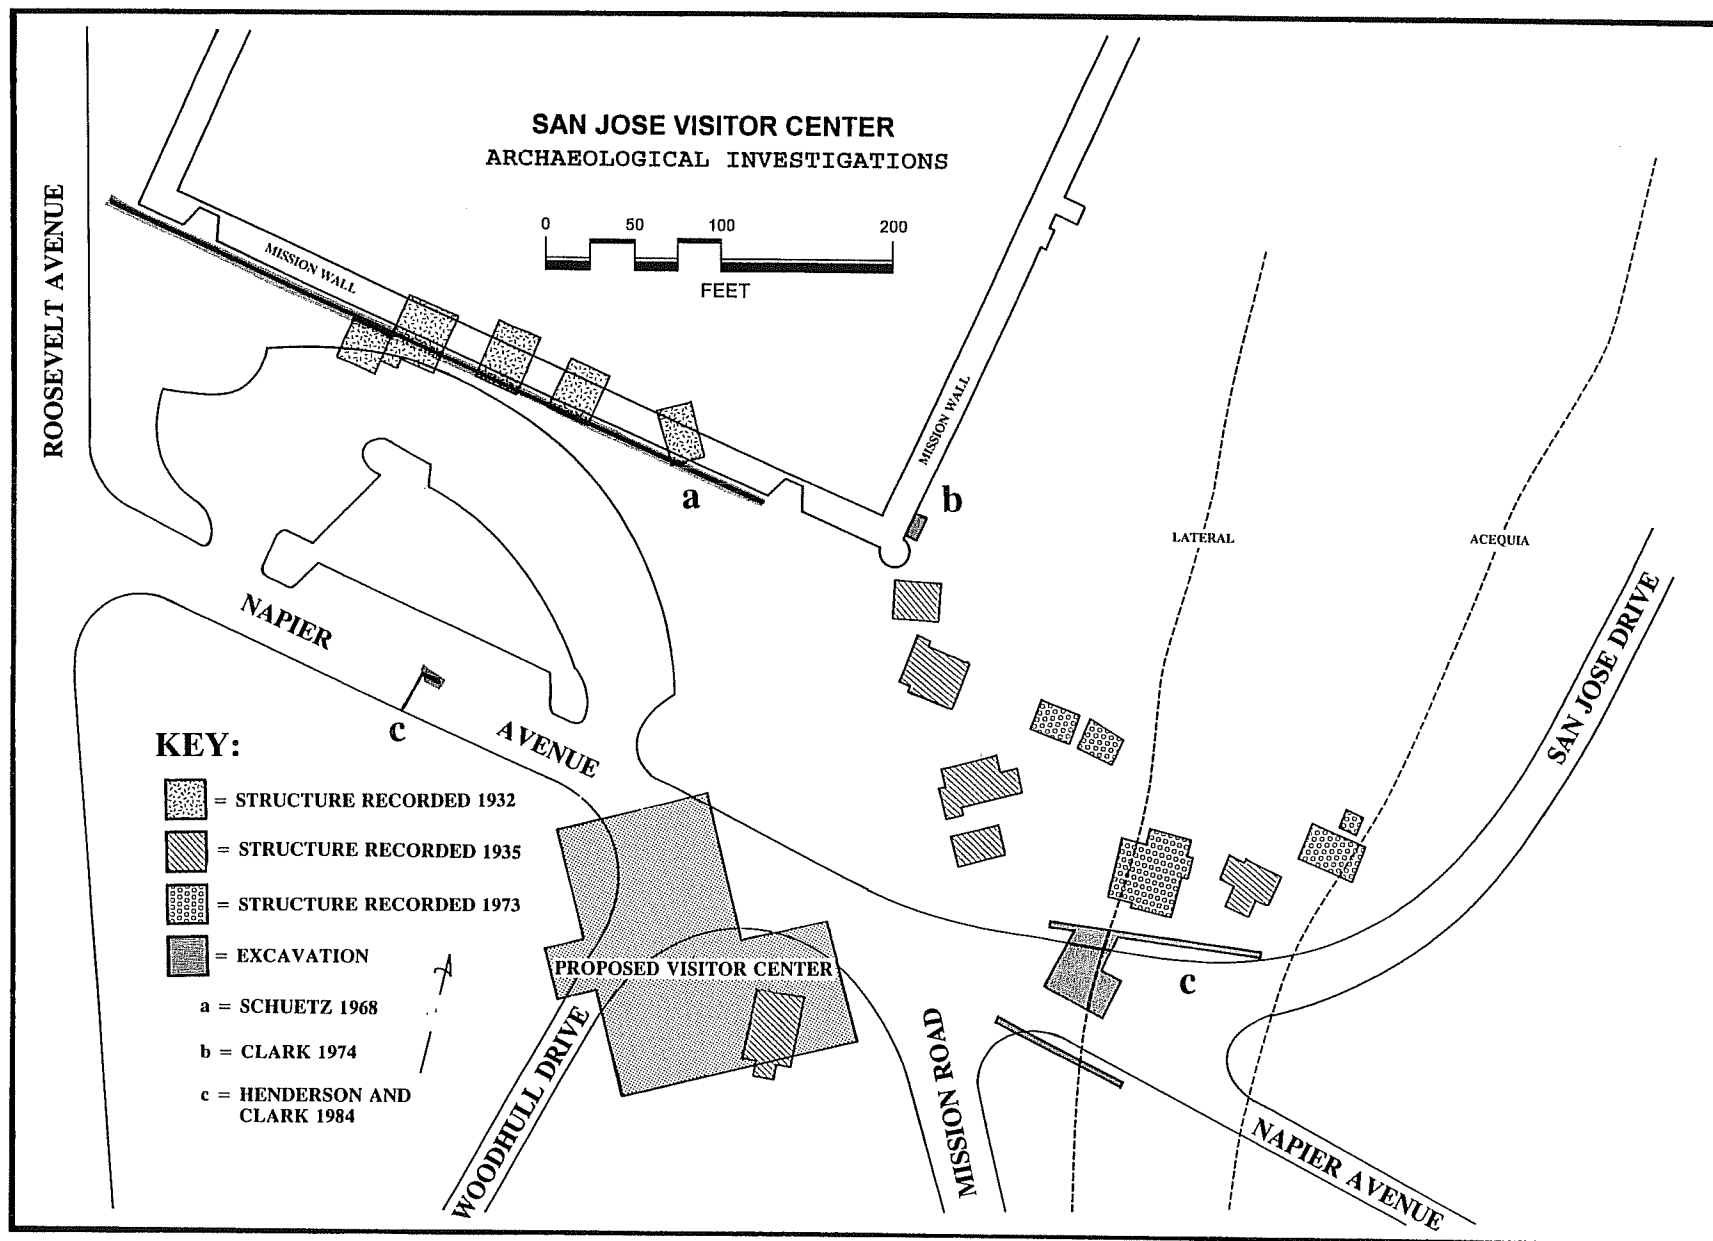 SAN JOSE VISITOR CENTER
ARCHAEOLOGICAL INVESTIGATIONS
0 50 100 200
FEET
ROOSEVELT AVENUE
MISSION WALL
MISSION WALL
a
b
LATERAL
ACEQUIA
SAN JOSE DRIVE
NAPIER
AVENUE
c
KEY:
= STRUCTURE RECORDED 1932
= STRUCTURE RECORDED 1935
= STRUCTURE RECORDED 1973
= EXCAVATION
a = SCHUETZ 1968
b = CLARK 1974
c = HENDERSON AND
CLARK 1984
PROPOSED VISITOR CENTER
c
WOODHULL DRIVE
MISSION ROAD
NAPIER AVENUE